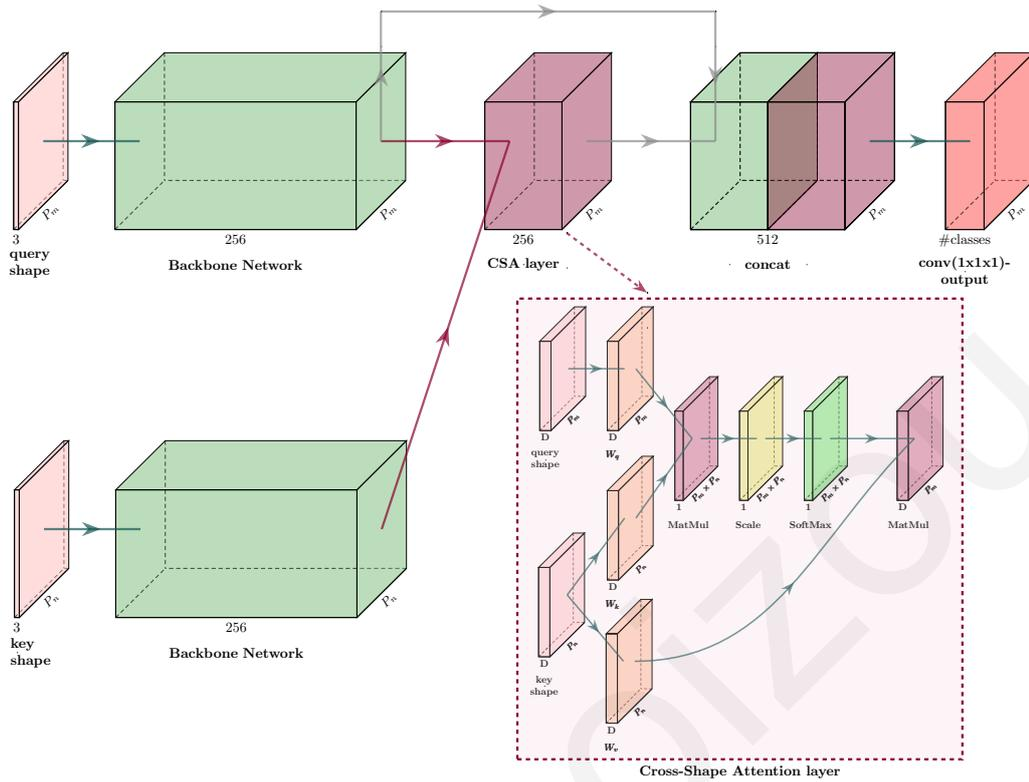 3
query
shape
P_m
256
P_m
Backbone Network
256
P_m
CSA layer
512
P_m
concat
#classes
P_m
conv(1x1x1)-
output
3
key
shape
P_n
256
P_n
Backbone Network
D
P_m
query
shape
D
P_m
W_q
1
P_m × P_n
MatMul
1
P_m × P_n
Scale
1
P_m × P_n
SoftMax
D
P_m
MatMul
D
P_n
W_k
D
P_n
key
shape
D
P_n
W_v
Cross-Shape Attention layer